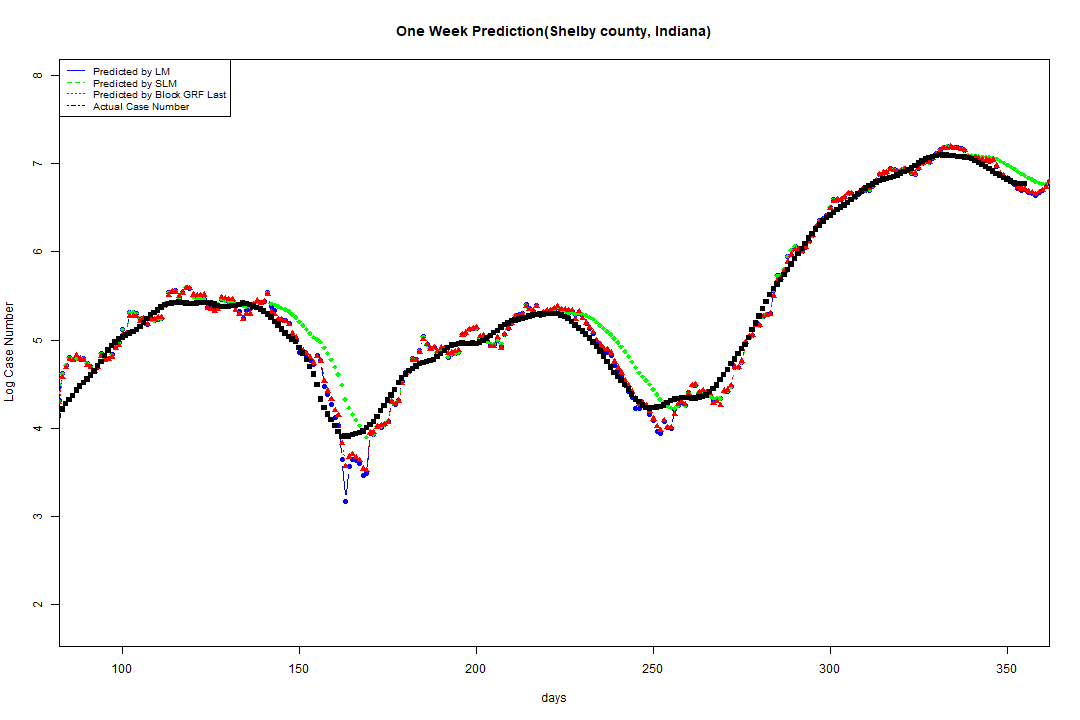 One Week Prediction(Shelby county, Indiana)
Predicted by LM
Predicted by SLM
Predicted by Block GRF Last
Actual Case Number
8
7
6
5
4
3
2
Log Case Number
100 150 200 250 300 350
days